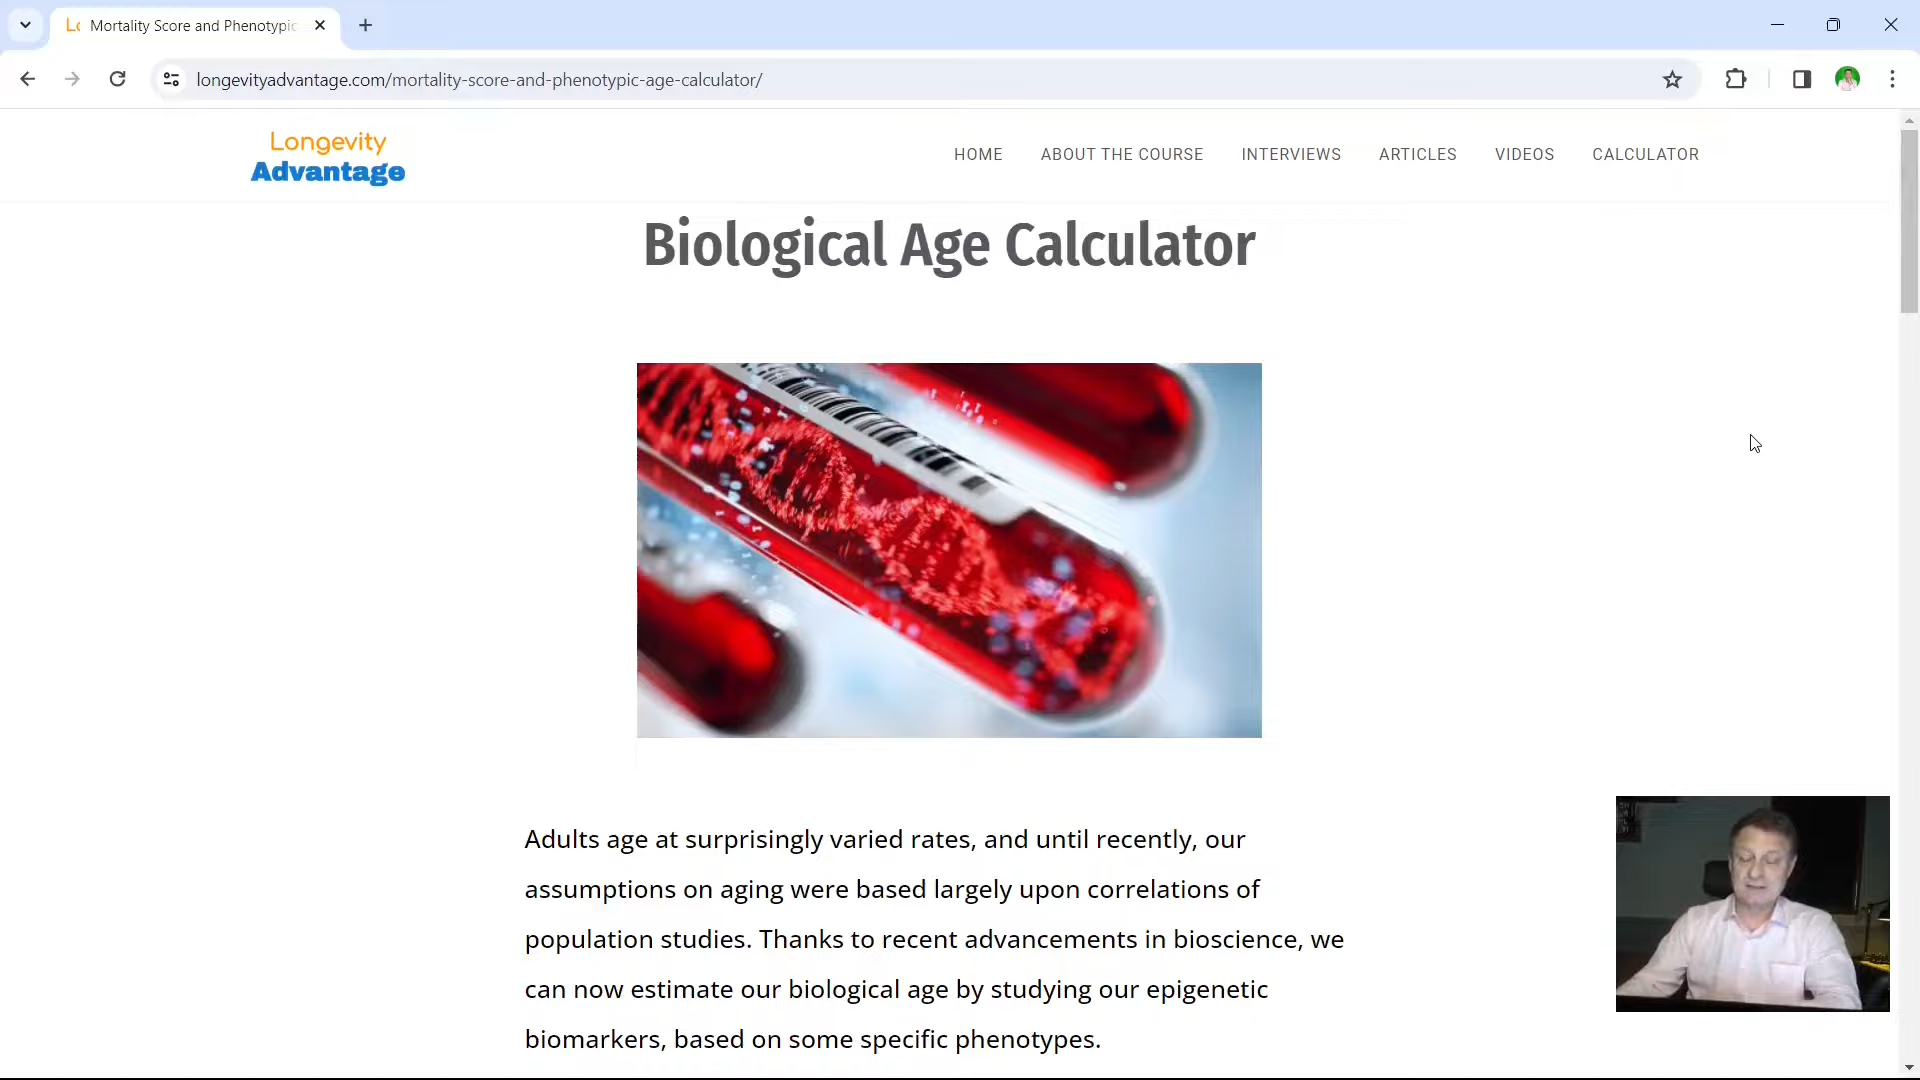 Mortality Score and Phenotypic
longevityadvantage.com/mortality-score-and-phenotypic-age-calculator/
Longevity
Advantage
HOME
ABOUT THE COURSE
INTERVIEWS
ARTICLES
VIDEOS
CALCULATOR
Biological Age Calculator
Adults age at surprisingly varied rates, and until recently, our
assumptions on aging were based largely upon correlations of
population studies. Thanks to recent advancements in bioscience, we
can now estimate our biological age by studying our epigenetic
biomarkers, based on some specific phenotypes.